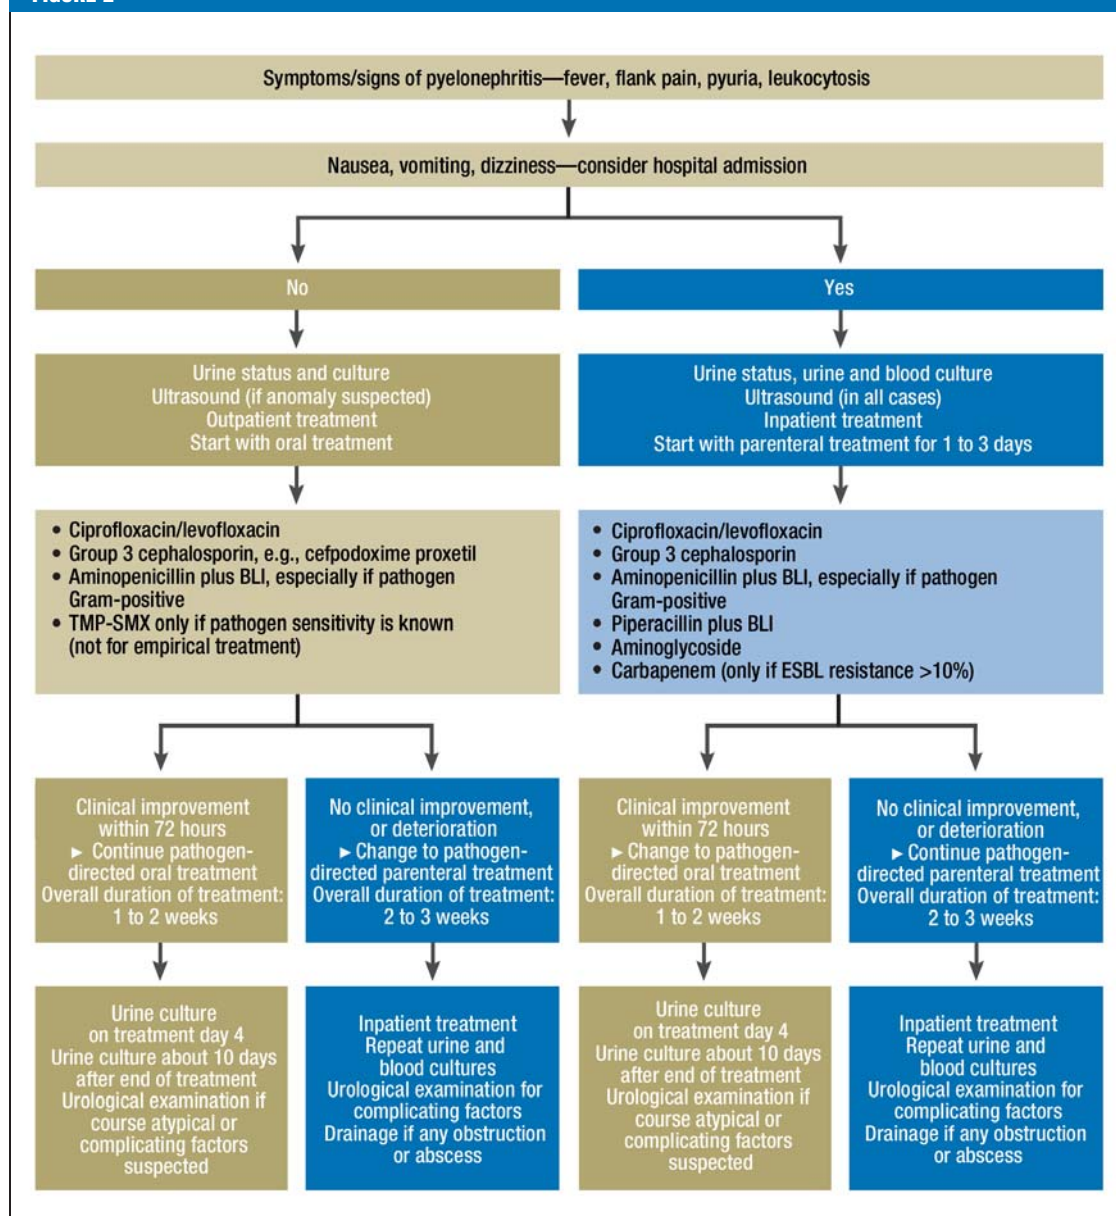 Symptoms/signs of pyelonephritis—fever, flank pain, pyuria, leukocytosis
Nausea, vomiting, dizziness—consider hospital admission
No
Urine status and culture
Ultrasound (if anomaly suspected)
Outpatient treatment
Start with oral treatment
• Ciprofloxacin/levofloxacin
• Group 3 cephalosporin, e.g., cefpodoxime proxetil
• Aminopenicillin plus BLI, especially if pathogen
Gram-positive
• TMP-SMX only if pathogen sensitivity is known
(not for empirical treatment)
Yes
Urine status, urine and blood culture
Ultrasound (in all cases)
Inpatient treatment
Start with parenteral treatment for 1 to 3 days
• Ciprofloxacin/levofloxacin
• Group 3 cephalosporin
• Aminopenicillin plus BLI, especially if pathogen
Gram-positive
• Piperacillin plus BLI
• Aminoglycoside
• Carbapenem (only if ESBL resistance >10%)
Clinical improvement
within 72 hours
► Continue pathogen-
directed oral treatment
Overall duration of treatment:
1 to 2 weeks
Urine culture
on treatment day 4
Urine culture about 10 days
after end of treatment
Urological examination if
course atypical or
complicating factors
suspected
No clinical improvement,
or deterioration
► Change to pathogen-
directed parenteral treatment
Overall duration of treatment:
2 to 3 weeks
Inpatient treatment
Repeat urine and
blood cultures
Urological examination for
complicating factors
Drainage if any obstruction
or abscess
Clinical improvement
within 72 hours
► Change to pathogen-
directed oral treatment
Overall duration of treatment:
1 to 2 weeks
Urine culture
on treatment day 4
Urine culture about 10 days
after end of treatment
Urological examination if
course atypical or
complicating factors
suspected
No clinical improvement,
or deterioration
► Continue pathogen-
directed parenteral treatment
Overall duration of treatment:
2 to 3 weeks
Inpatient treatment
Repeat urine and
blood cultures
Urological examination for
complicating factors
Drainage if any obstruction
or abscess